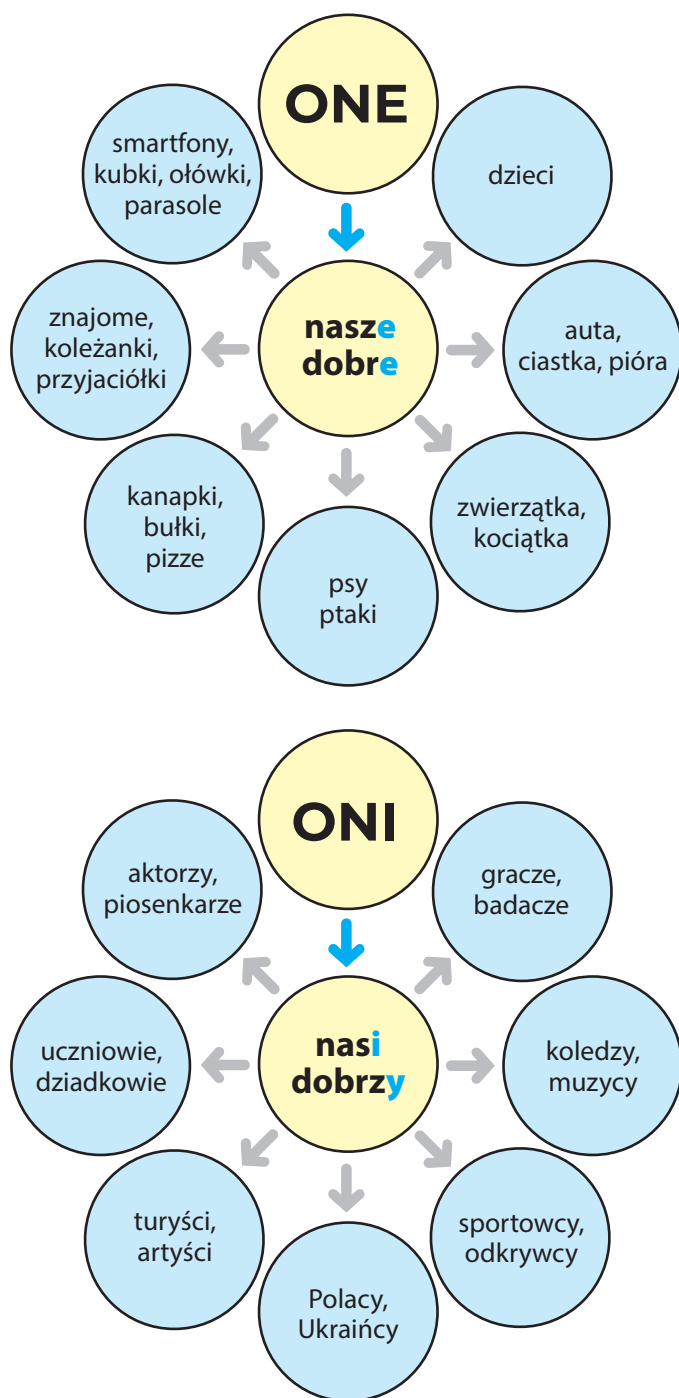 ONE
smartfony,
kubki, ołówki,
parasole
dzieci
znajome,
koleżanki,
przyjaciółki
nasze
dobre
auta,
ciastka, pióra
kanapki,
bułki,
pizze
psy
ptaki
zwierzątka,
kociątka
ONI
aktorzy,
piosenkarze
gracze,
badacze
uczniowie,
dziadkowie
nasi
dobrzy
koledzy,
muzycy
turyści,
artyści
Polacy,
Ukraińcy
sportowcy,
odkrywcy